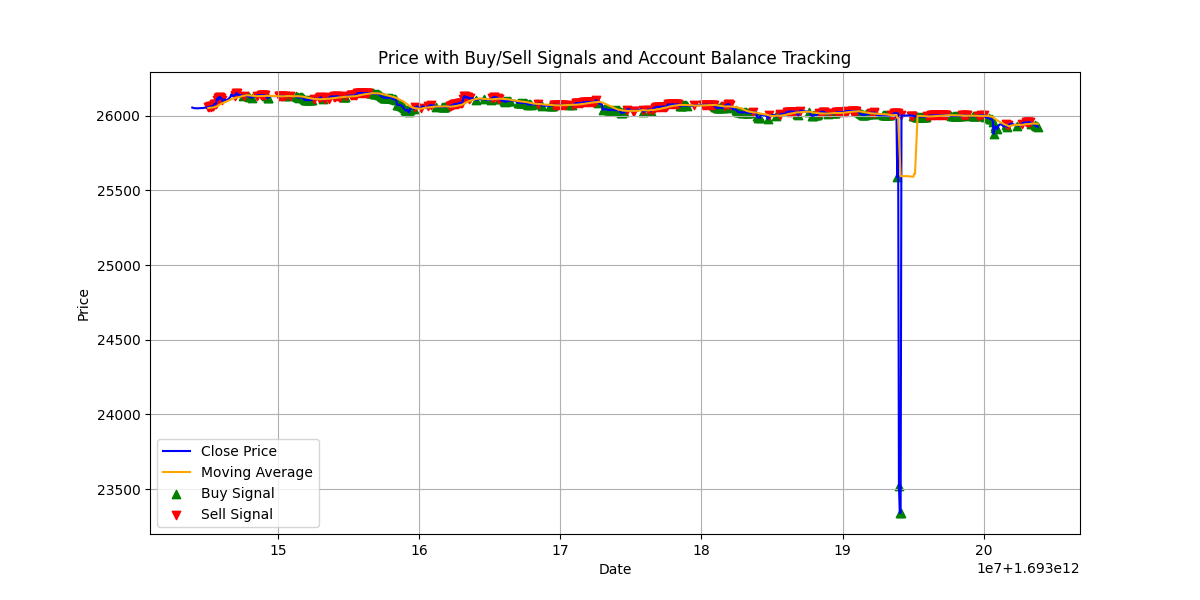 Price with Buy/Sell Signals and Account Balance Tracking
26000
25500
25000
24500
24000
23500
Price
Close Price
Moving Average
Buy Signal
Sell Signal
15 16 17 18 19 20
Date
1e7+1.693e12